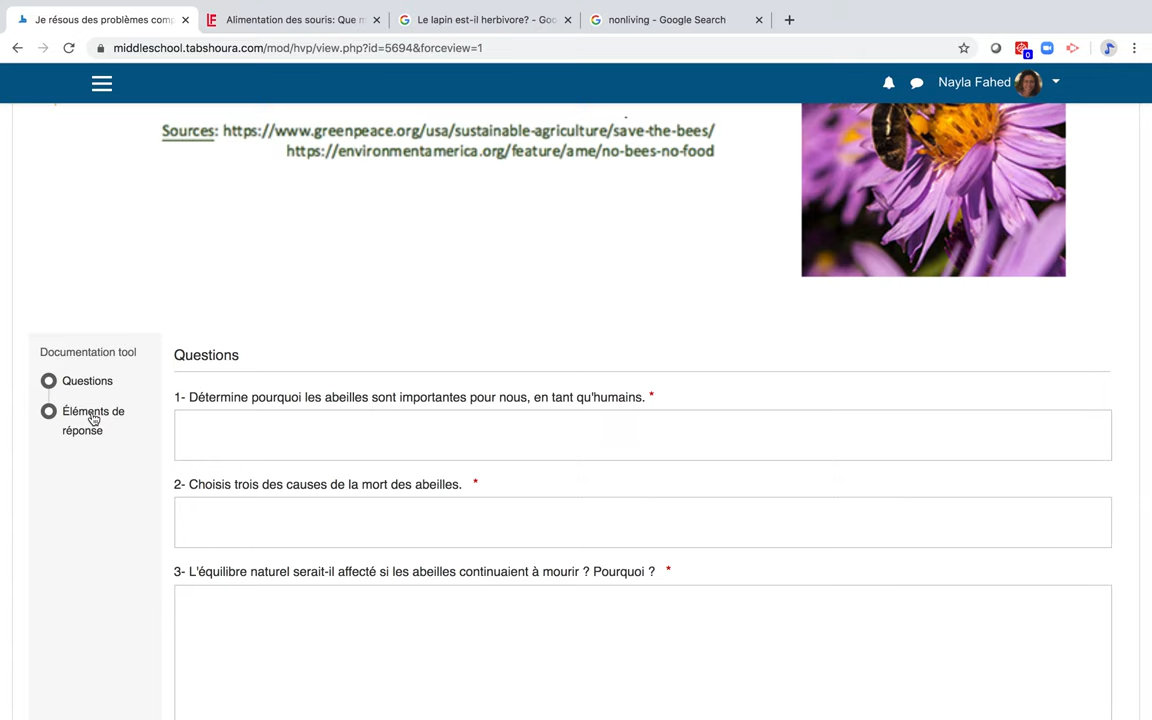 Je résous des problèmes comp
Alimentation des souris: Que m
Le lapin est-il herbivore? - Goo
nonliving - Google Search
middleschool.tabshoura.com/mod/hvp/view.php?id=5694&forceview=1
0
Nayla Fahed
Sources: https://www.greenpeace.org/usa/sustainable-agriculture/save-the-bees/
https://environmentamerica.org/feature/ame/no-bees-no-food
Documentation tool
Questions
Éléments de
réponse
Questions
1- Détermine pourquoi les abeilles sont importantes pour nous, en tant qu'humains. *
2- Choisis trois des causes de la mort des abeilles. *
3- L'équilibre naturel serait-il affecté si les abeilles continuaient à mourir ? Pourquoi ? *